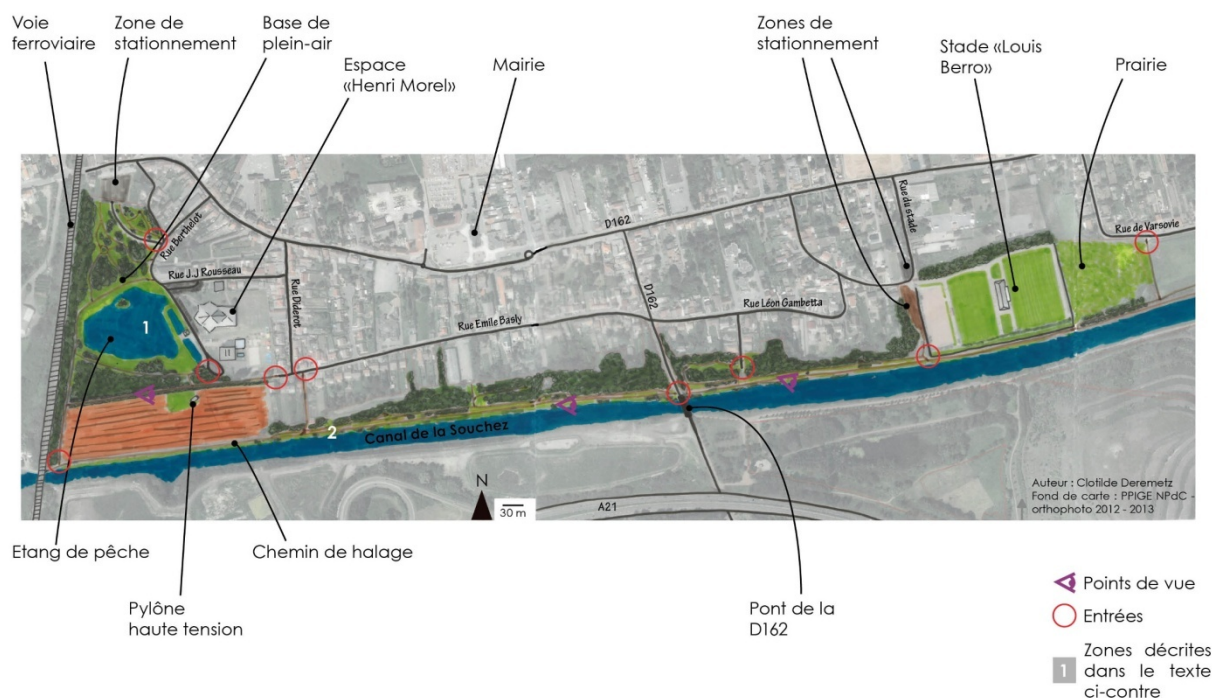 Voie
ferroviaire
Zone de
stationnement
Base de
plein-air
Espace
«Henri Morel»
Mairie
Zones de
stationnement
Stade «Louis
Berro»
Prairie
Rue Berthelot
Rue J.J Rousseau
Rue Diderot
D162
D162
Rue du stade
Rue de Varsovie
Rue Léon Gambetta
Rue Emile Basly
1
2
Canal de la Souchez
N
30 m
A21
Auteur : Clotilde Deremetz
Fond de carte : PPIGE NPdC -
orthophoto 2012 - 2013
Etang de pêche
Chemin de halage
Pylône
haute tension
Pont de la
D162
Points de vue
Entrées
1
Zones décrites
dans le texte
ci-contre